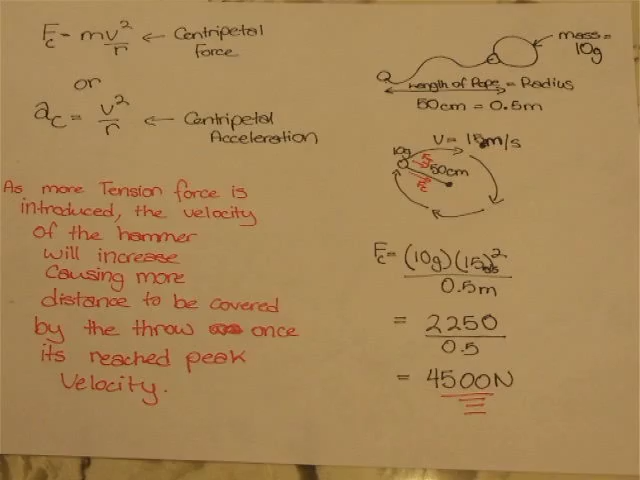 Fc = mv²/r ← Centripetal Force
or
ac = v²/r ← Centripetal Acceleration
As more Tension force is
introduced, the velocity
of the hammer
will increase
causing more
distance to be covered
by the throw once
its reached peak
velocity.
mass =
10g
Length of Rope = Radius
50cm = 0.5m
V = 15m/s
10g
50cm
Fc = (10g)(15)²
0.5m
= 2250
0.5
= 4500N